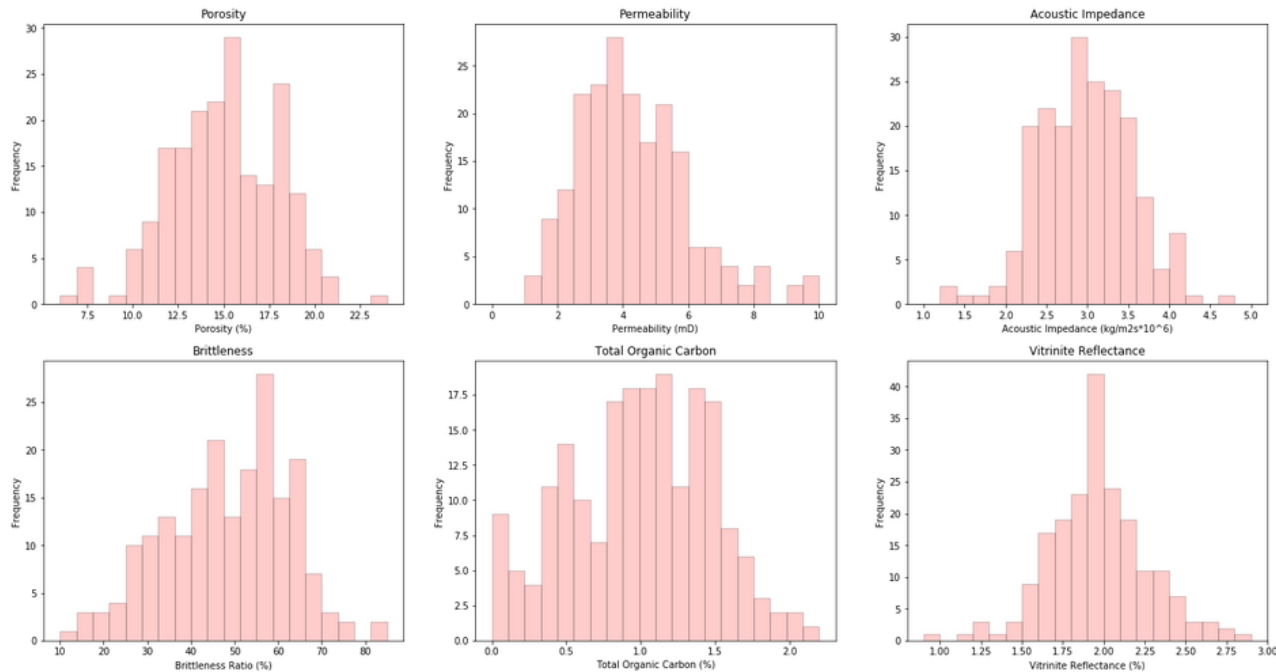 Porosity
Frequency
30
25
20
15
10
5
0
7.5 10.0 12.5 15.0 17.5 20.0 22.5
Porosity (%)
Permeability
Frequency
25
20
15
10
5
0
0 2 4 6 8 10
Permeability (mD)
Acoustic Impedance
Frequency
30
25
20
15
10
5
0
1.0 1.5 2.0 2.5 3.0 3.5 4.0 4.5 5.0
Acoustic Impedance (kg/m2s*10^6)
Brittleness
Frequency
25
20
15
10
5
0
10 20 30 40 50 60 70 80
Brittleness Ratio (%)
Total Organic Carbon
Frequency
17.5
15.0
12.5
10.0
7.5
5.0
2.5
0.0
0.0 0.5 1.0 1.5 2.0
Total Organic Carbon (%)
Vitrinite Reflectance
Frequency
40
35
30
25
20
15
10
5
0
1.00 1.25 1.50 1.75 2.00 2.25 2.50 2.75 3.00
Vitrinite Reflectance (%)